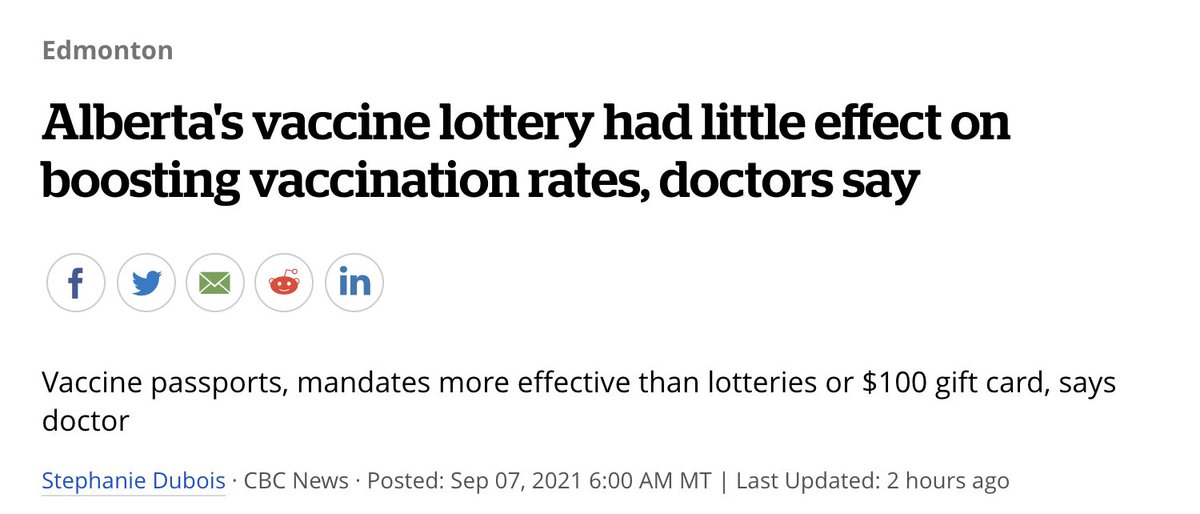 Edmonton
Alberta's vaccine lottery had little effect on
boosting vaccination rates, doctors say
f in
Vaccine passports, mandates more effective than lotteries or $100 gift card, says
doctor
Stephanie Dubois · CBC News · Posted: Sep 07, 2021 6:00 AM MT | Last Updated: 2 hours ago